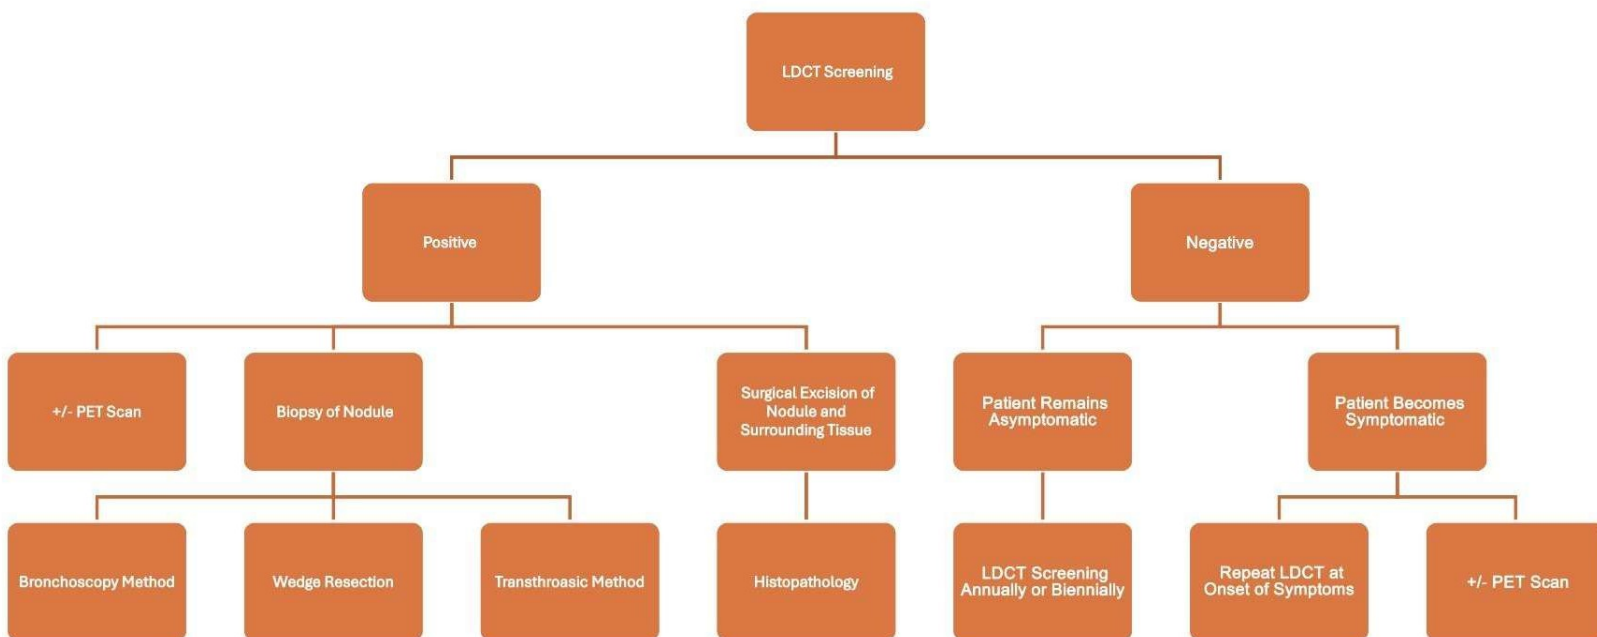 LDCT Screening
Positive
Negative
+/- PET Scan
Biopsy of Nodule
Surgical Excision of
Nodule and
Surrounding Tissue
Patient Remains
Asymptomatic
Patient Becomes
Symptomatic
Bronchoscopy Method
Wedge Resection
Transthroasic Method
Histopathology
LDCT Screening
Annually or Biennially
Repeat LDCT at
Onset of Symptoms
+/- PET Scan